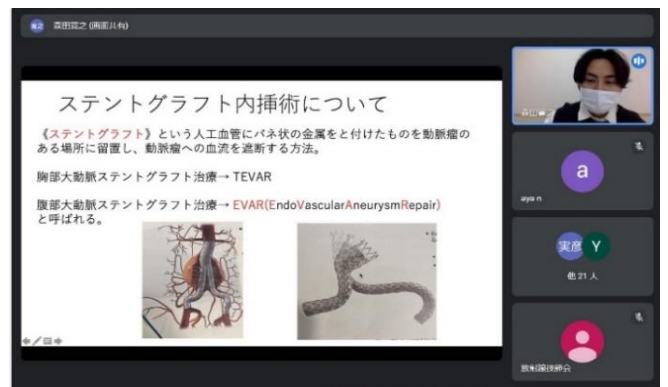 (画面共有)
ステントグラフト内挿術について
《ステントグラフト》という人工血管にバネ状の金属をと付けたものを動脈瘤の
ある場所に留置し、動脈瘤への血流を遮断する方法。
胸部大動脈ステントグラフト治療→ TEVAR
腹部大動脈ステントグラフト治療→ EVAR(EndoVascularAneurysmRepair)
と呼ばれる。
a
aya n
実彦 Y
他 21 人
放射線技師会